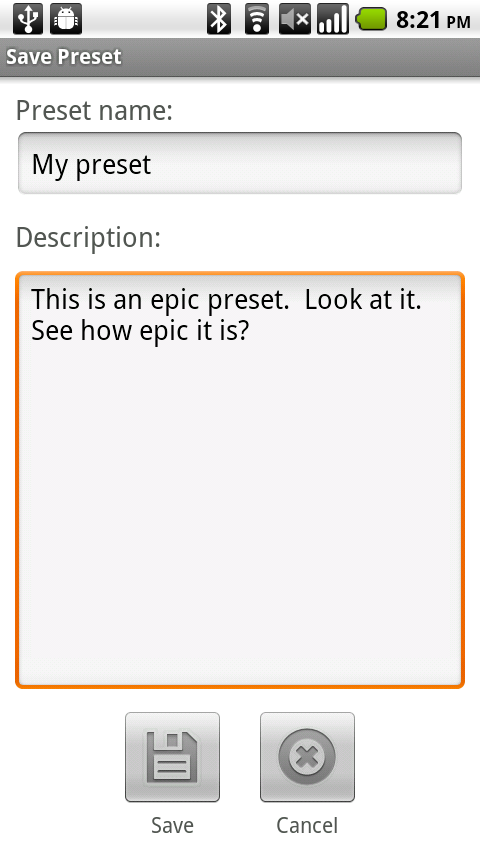 8:21 PM
Save Preset
Preset name:
My preset
Description:
This is an epic preset.  Look at it.
See how epic it is?
Save
Cancel